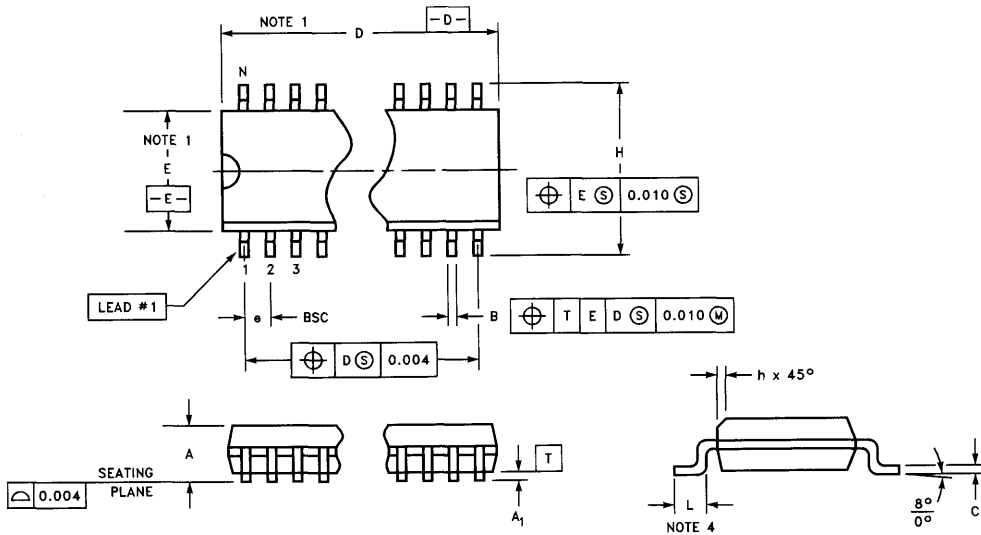 NOTE 1
D
-D-
N
NOTE 1
E
-E-
H
⌖ E Ⓢ 0.010 Ⓢ
1 2 3
LEAD #1
e BSC
B
⌖ T E D Ⓢ 0.010 Ⓜ
⌖ D Ⓢ 0.004
h x 45°
A
T
SEATING
PLANE
⌓ 0.004
A₁
L
NOTE 4
8°
0°
C